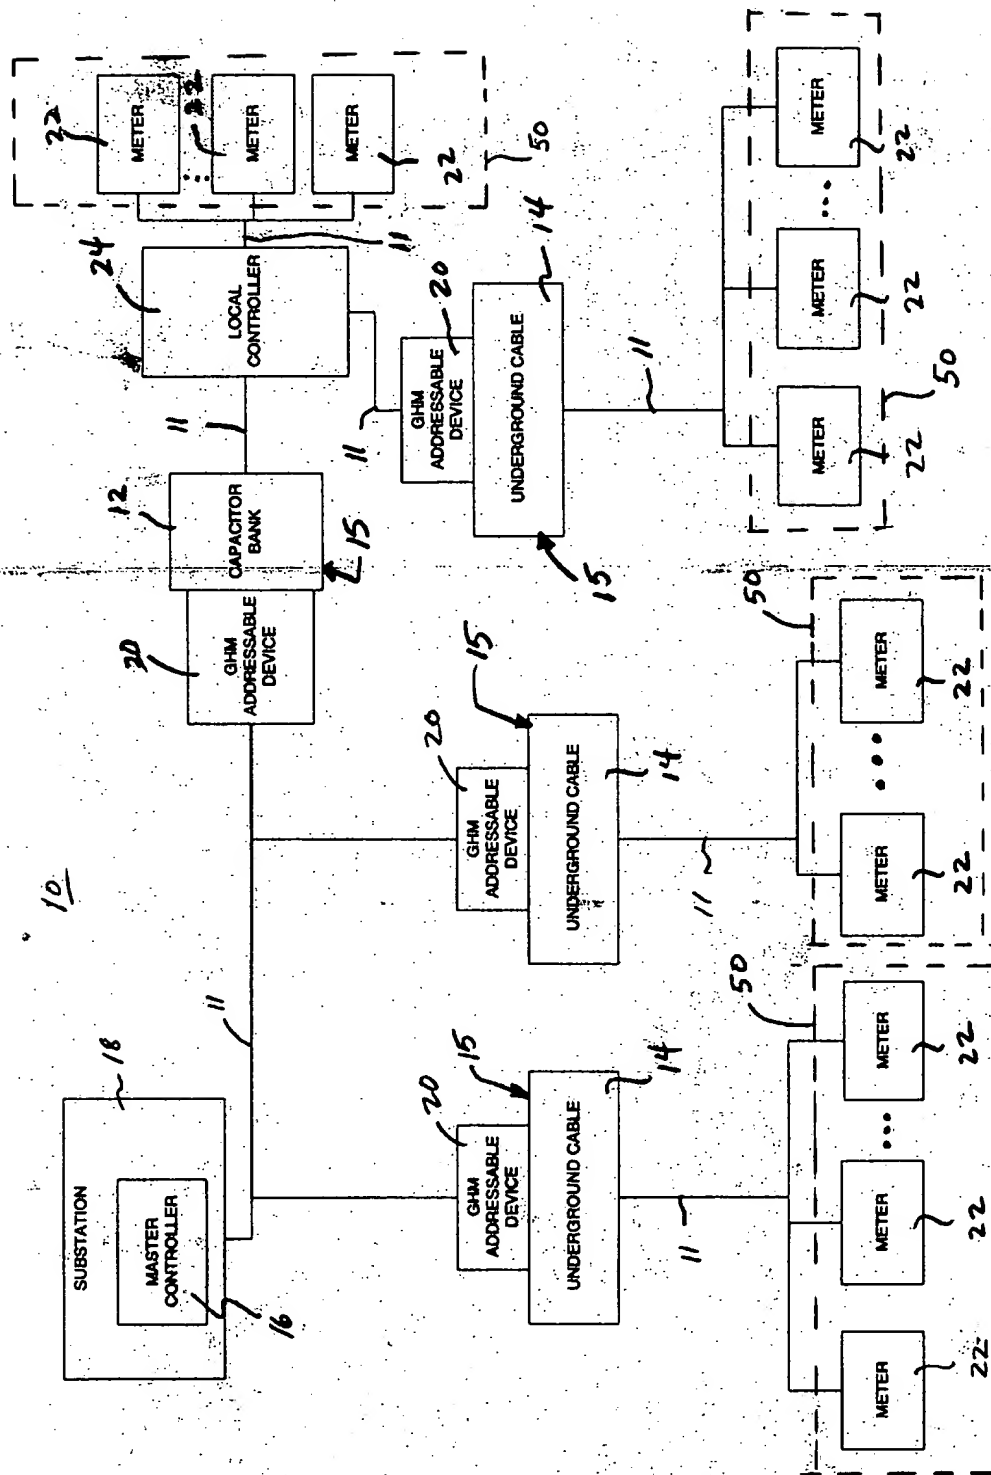 10
SUBSTATION
18
MASTER
CONTROLLER
16
11
GHM
ADDRESSABLE
DEVICE
20
CAPACITOR
BANK
12
15
11
LOCAL
CONTROLLER
24
11
METER
22
METER
22
METER
22
50
11
GHM
ADDRESSABLE
DEVICE
20
UNDERGROUND CABLE
14
15
11
METER
22
METER
22
METER
22
50
GHM
ADDRESSABLE
DEVICE
20
UNDERGROUND CABLE
14
15
11
METER
22
METER
22
50
GHM
ADDRESSABLE
DEVICE
20
UNDERGROUND CABLE
14
15
11
METER
22
METER
22
METER
22
50